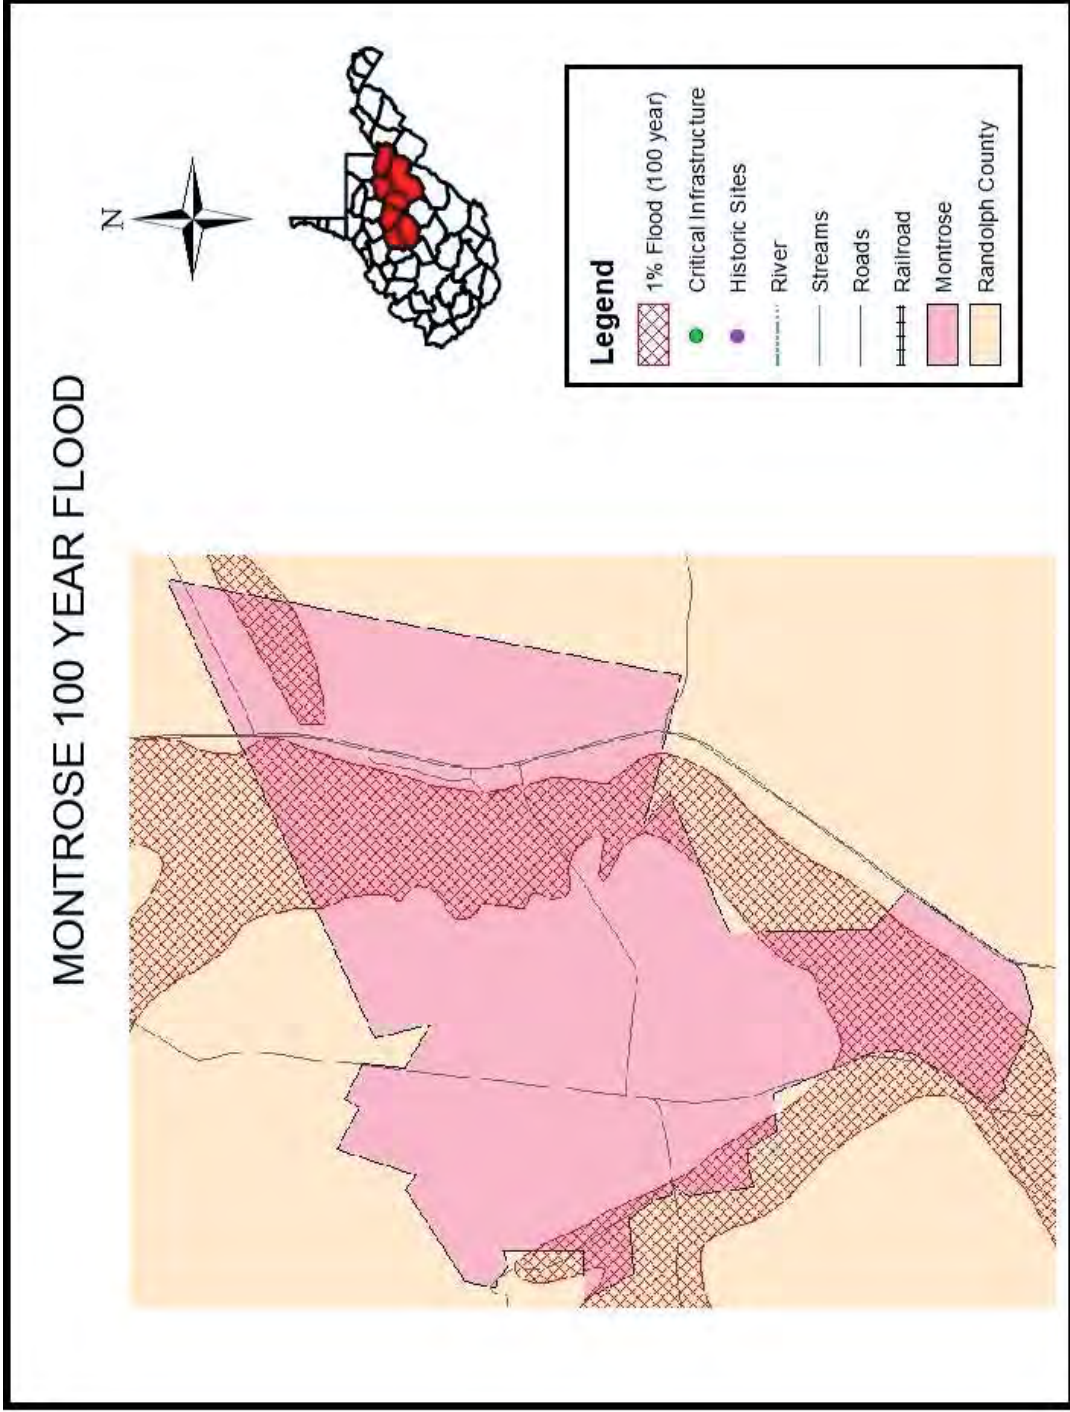 MONTROSE 100 YEAR FLOOD
N
Legend
1% Flood (100 year)
Critical Infrastructure
Historic Sites
River
Streams
Roads
Railroad
Montrose
Randolph County